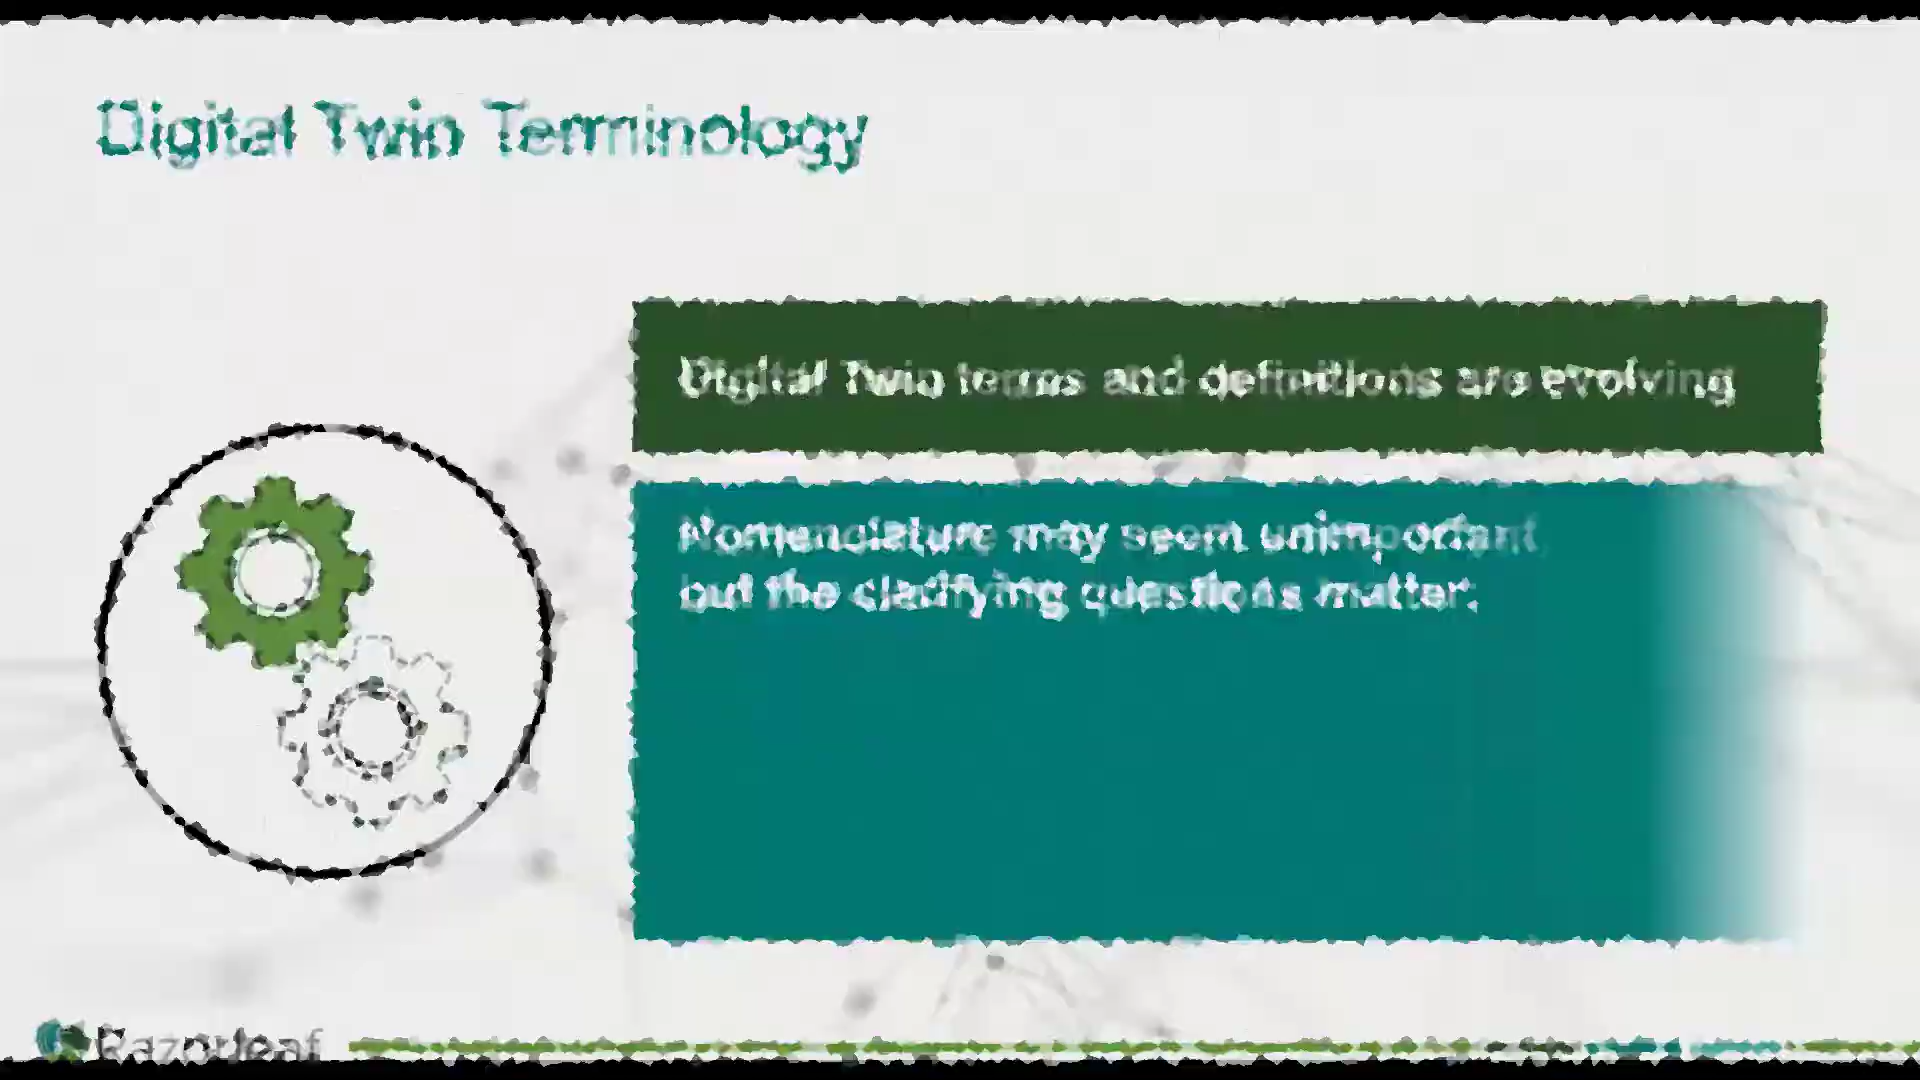 Digital Twin Terminology
Digital Twin terms and definitions are evolving
Nomenclature may seem unimportant,
but the clarifying questions matter.
Razorleaf